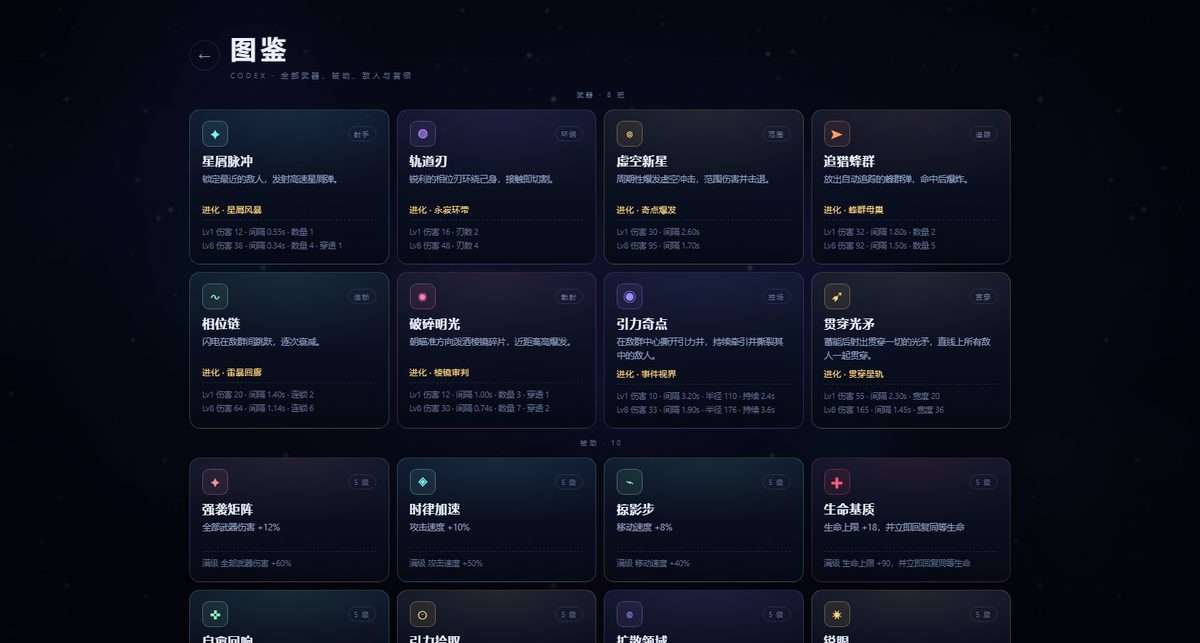 ←
图鉴
CODEX · 全部武器、被动、敌人与首领
武器 · 8 把
射手
星屑脉冲
锁定最近的敌人，发射高速星屑弹。
进化 · 星屑风暴
Lv1 伤害 12 · 间隔 0.55s · 数量 1
Lv8 伤害 38 · 间隔 0.34s · 数量 4 · 穿透 1
环绕
轨道刃
锐利的相位刃环绕己身，接触即切割。
进化 · 永寂环带
Lv1 伤害 16 · 刃数 2
Lv8 伤害 48 · 刃数 4
范围
虚空新星
周期性爆发虚空冲击，范围伤害并击退。
进化 · 奇点爆发
Lv1 伤害 30 · 间隔 2.60s
Lv8 伤害 95 · 间隔 1.70s
追踪
追猎蜂群
放出自动追踪的蜂群弹，命中后爆炸。
进化 · 蜂群母巢
Lv1 伤害 32 · 间隔 1.80s · 数量 2
Lv8 伤害 92 · 间隔 1.50s · 数量 5
连锁
相位链
闪电在敌群间跳跃，逐次衰减。
进化 · 雷暴回廊
Lv1 伤害 20 · 间隔 1.40s · 连锁 2
Lv8 伤害 64 · 间隔 1.14s · 连锁 6
散射
破碎明光
朝瞄准方向泼洒棱镜碎片，近距离高爆发。
进化 · 棱镜审判
Lv1 伤害 12 · 间隔 1.00s · 数量 3 · 穿透 1
Lv8 伤害 30 · 间隔 0.74s · 数量 7 · 穿透 2
控场
引力奇点
在敌群中心撕开引力井，持续牵引并撕裂其
中的敌人。
进化 · 事件视界
Lv1 伤害 10 · 间隔 3.20s · 半径 110 · 持续 2.4s
Lv8 伤害 33 · 间隔 1.90s · 半径 176 · 持续 3.6s
贯穿
贯穿光矛
蓄能后射出贯穿一切的光矛，直线上所有敌
人一起贯穿。
进化 · 贯穿星轨
Lv1 伤害 55 · 间隔 2.30s · 宽度 20
Lv8 伤害 165 · 间隔 1.45s · 宽度 36
被动 · 10
5 级
强袭矩阵
全部武器伤害 +12%
满级 全部武器伤害 +60%
5 级
时律加速
攻击速度 +10%
满级 攻击速度 +50%
5 级
掠影步
移动速度 +8%
满级 移动速度 +40%
5 级
生命基质
生命上限 +18，并立即回复同等生命
满级 生命上限 +90，并立即回复同等生命
5 级
自愈回响
5 级
引力拾取
5 级
扩散领域
5 级
锐眼